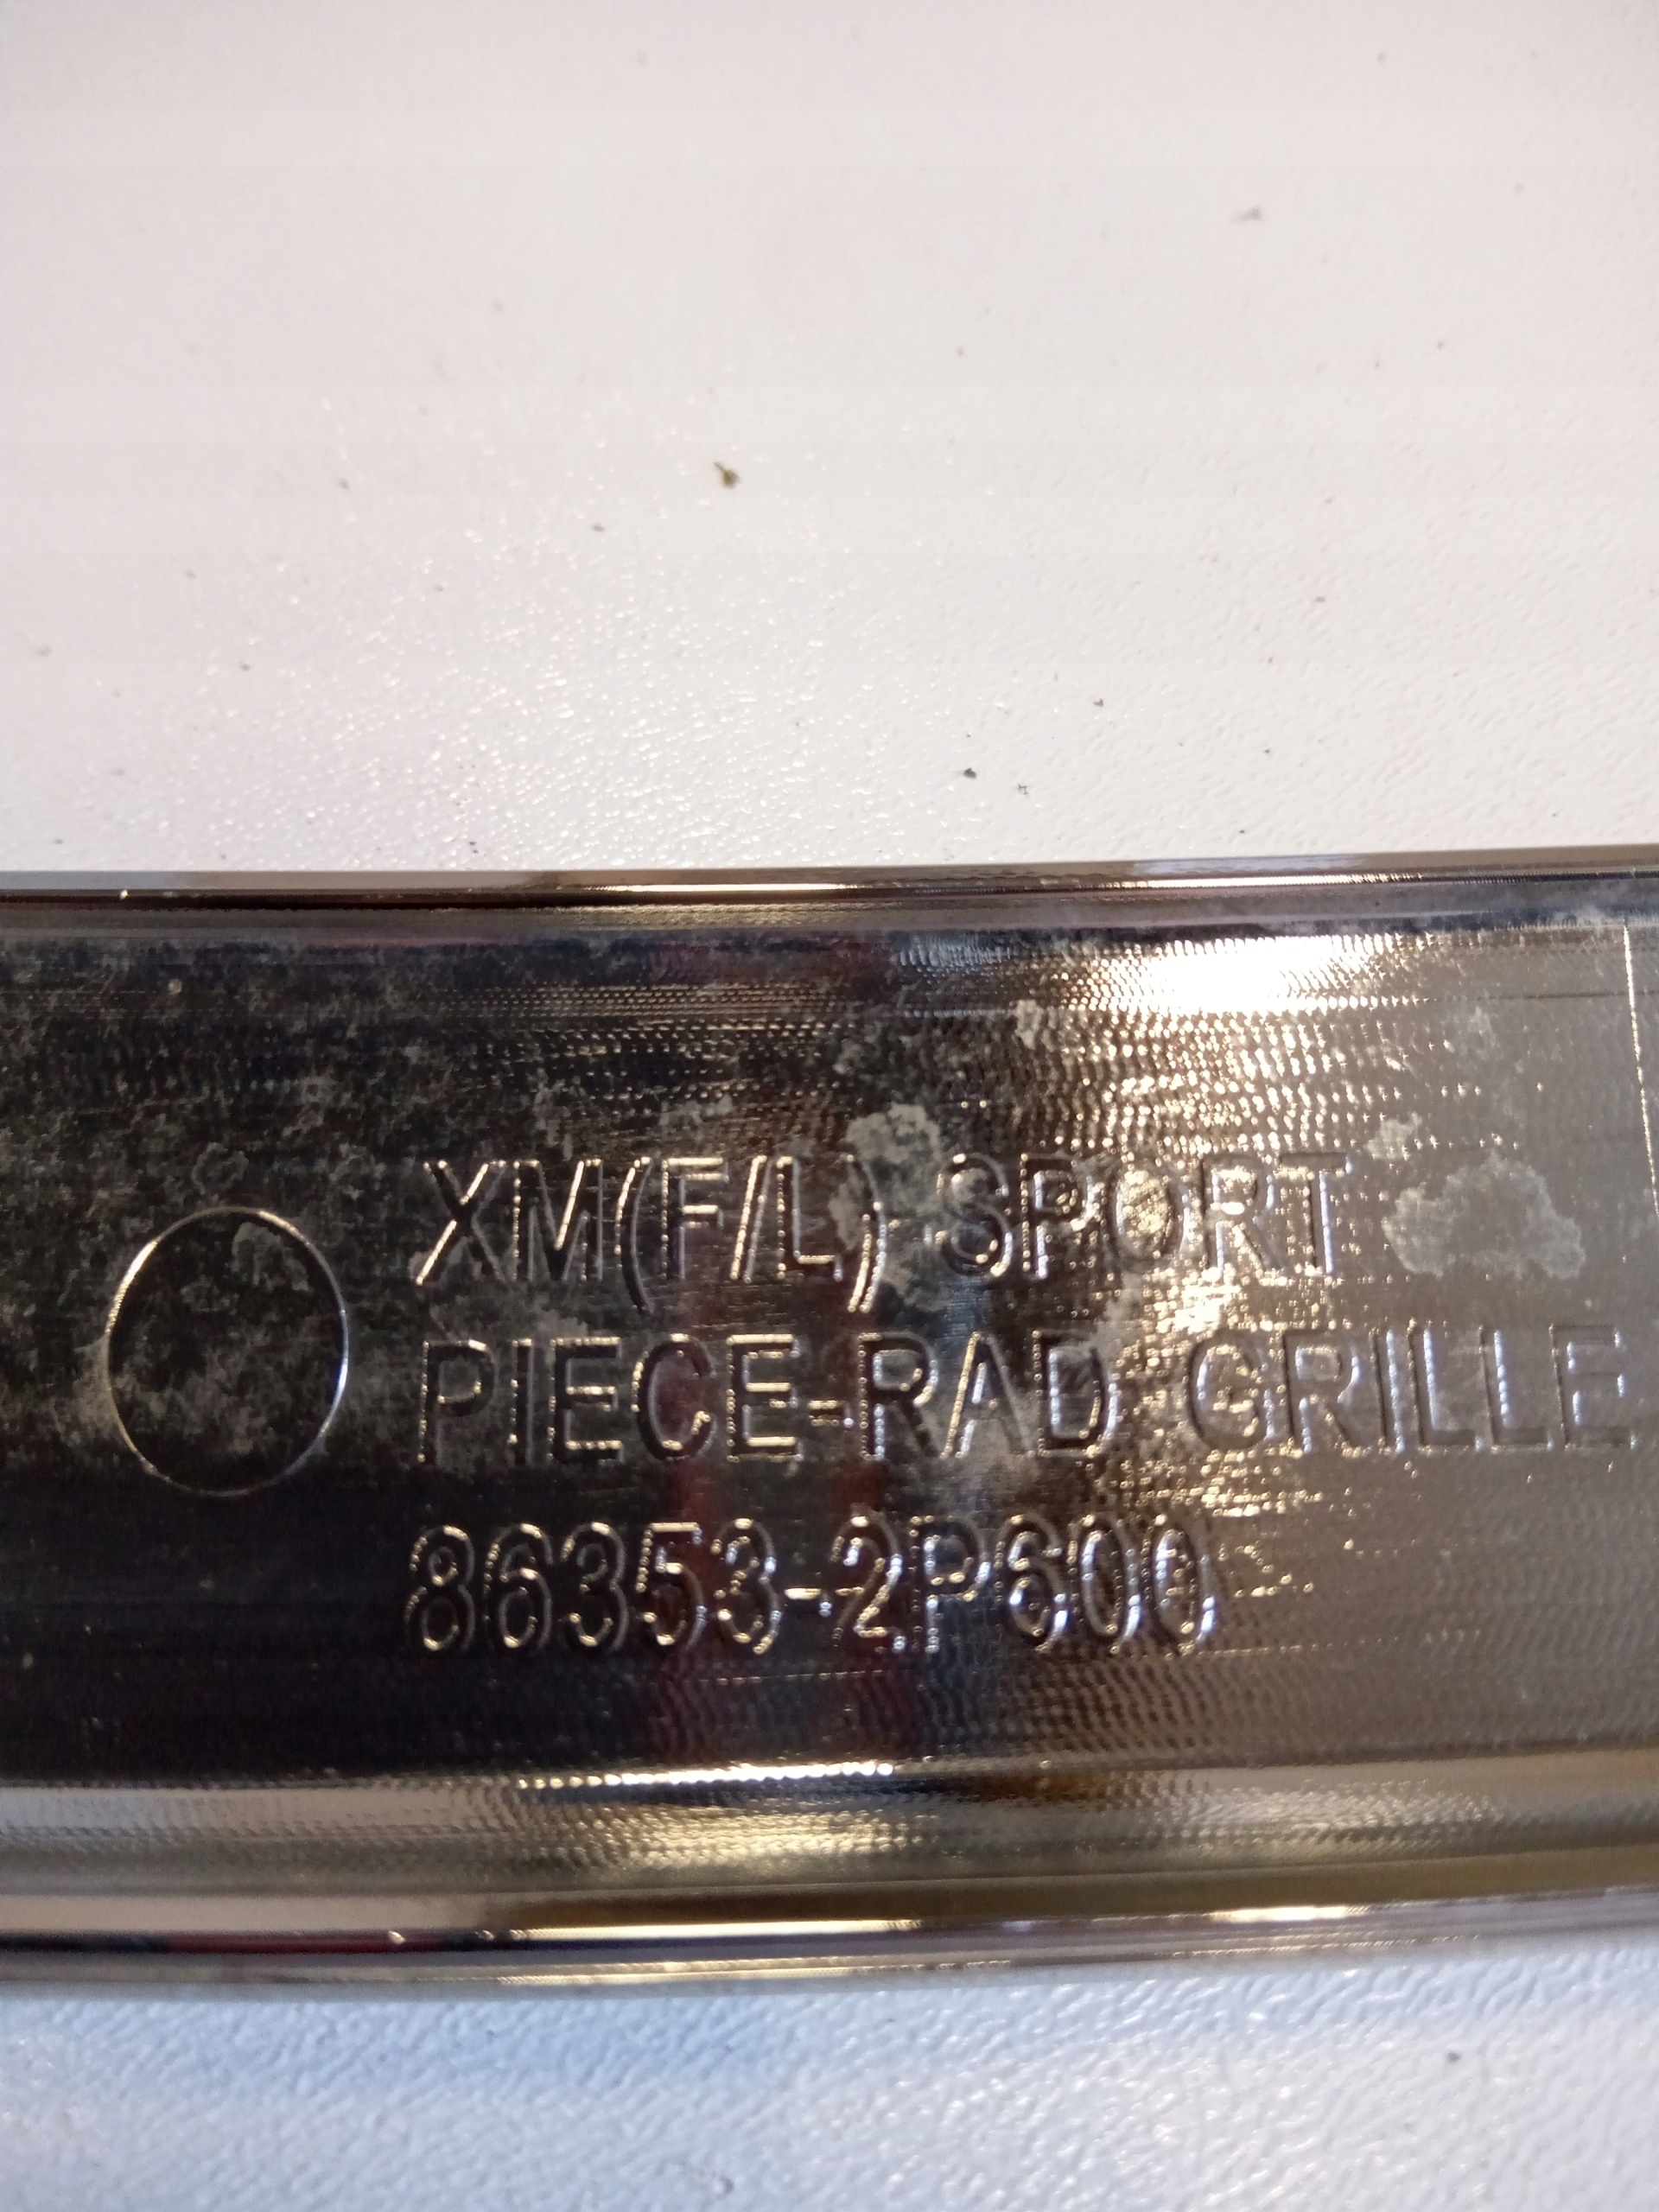 XM(F/L) SPORT
PIECE-RAD GRILLE
86353-2P600